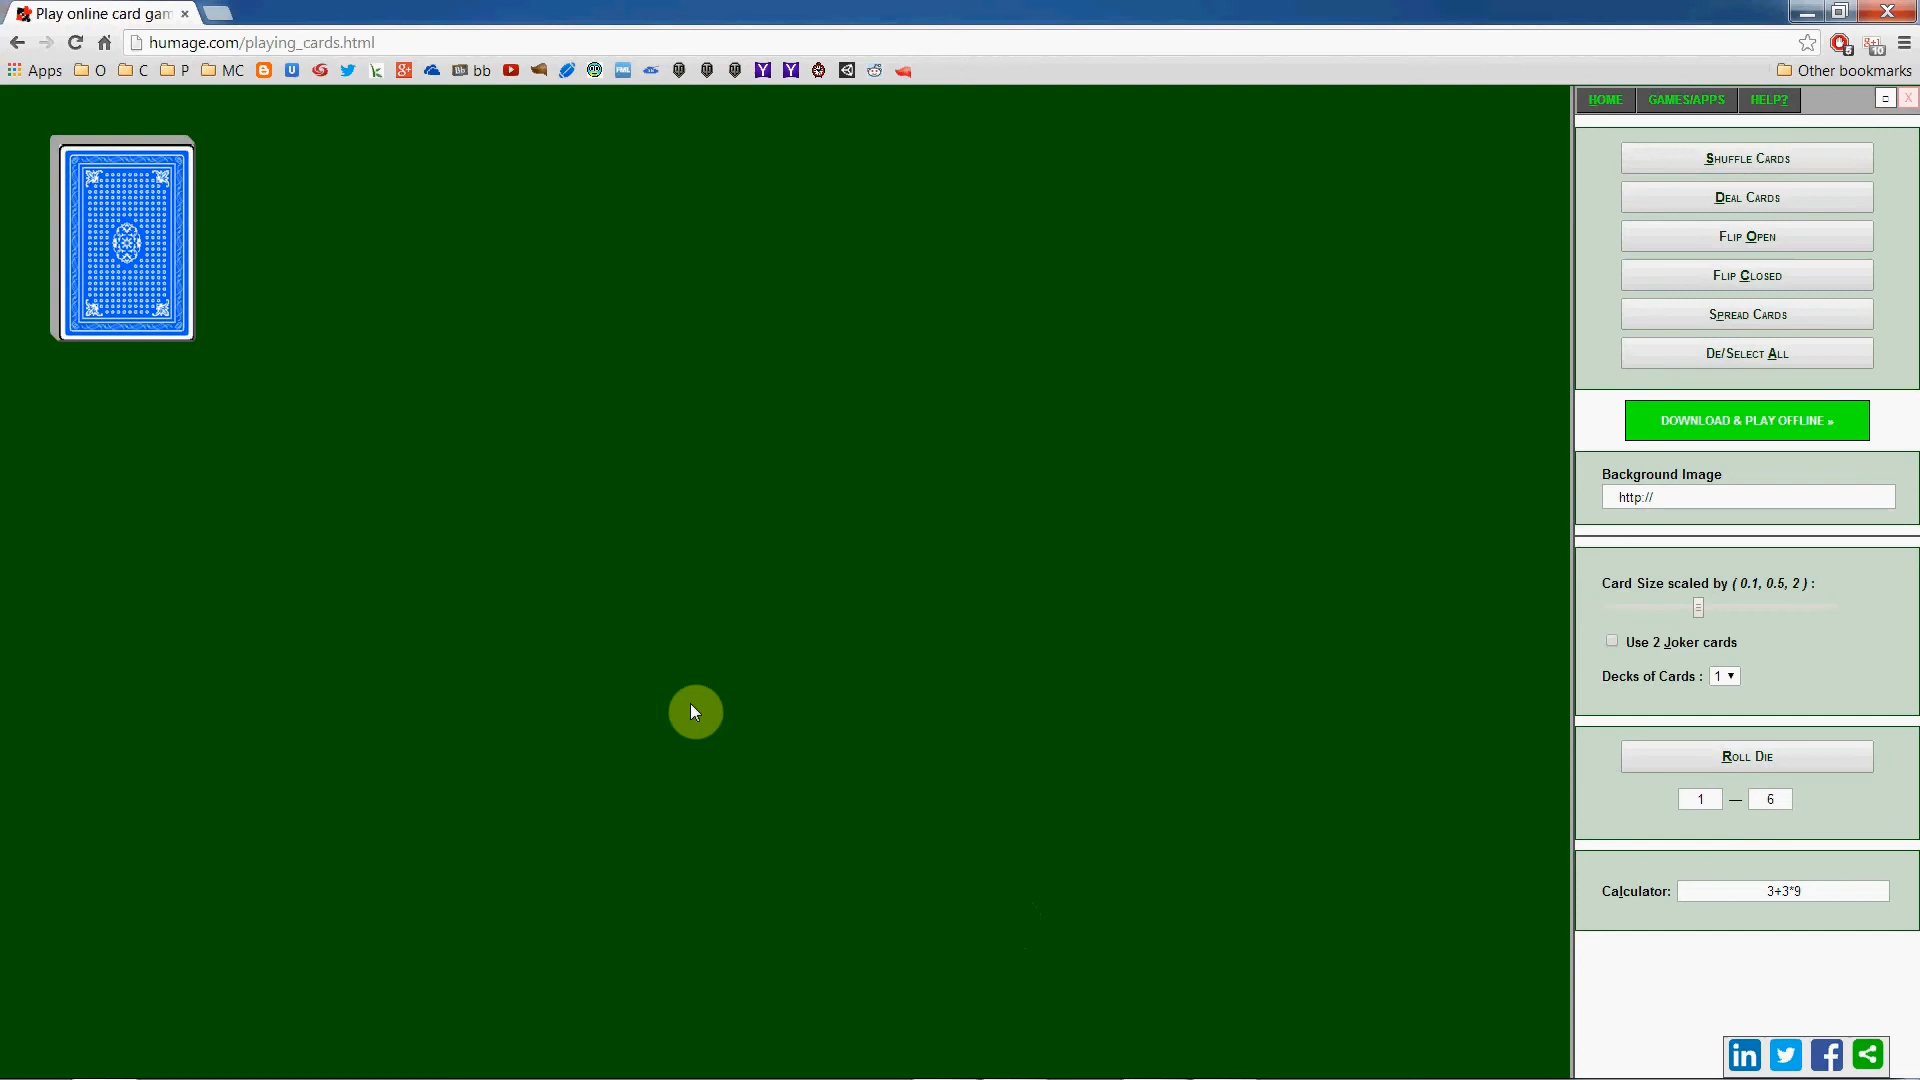 Play online card gam
humage.com/playing_cards.html
5
10
Apps
O
C
P
MC
bb
Other bookmarks
HOME
GAMES/APPS
HELP?
X
SHUFFLE CARDS
DEAL CARDS
FLIP OPEN
FLIP CLOSED
SPREAD CARDS
DE/SELECT ALL
DOWNLOAD & PLAY OFFLINE »
Background Image
http://
Card Size scaled by ( 0.1, 0.5, 2 ) :
Use 2 Joker cards
Decks of Cards : 1
ROLL DIE
1 — 6
Calculator: 3+3*9